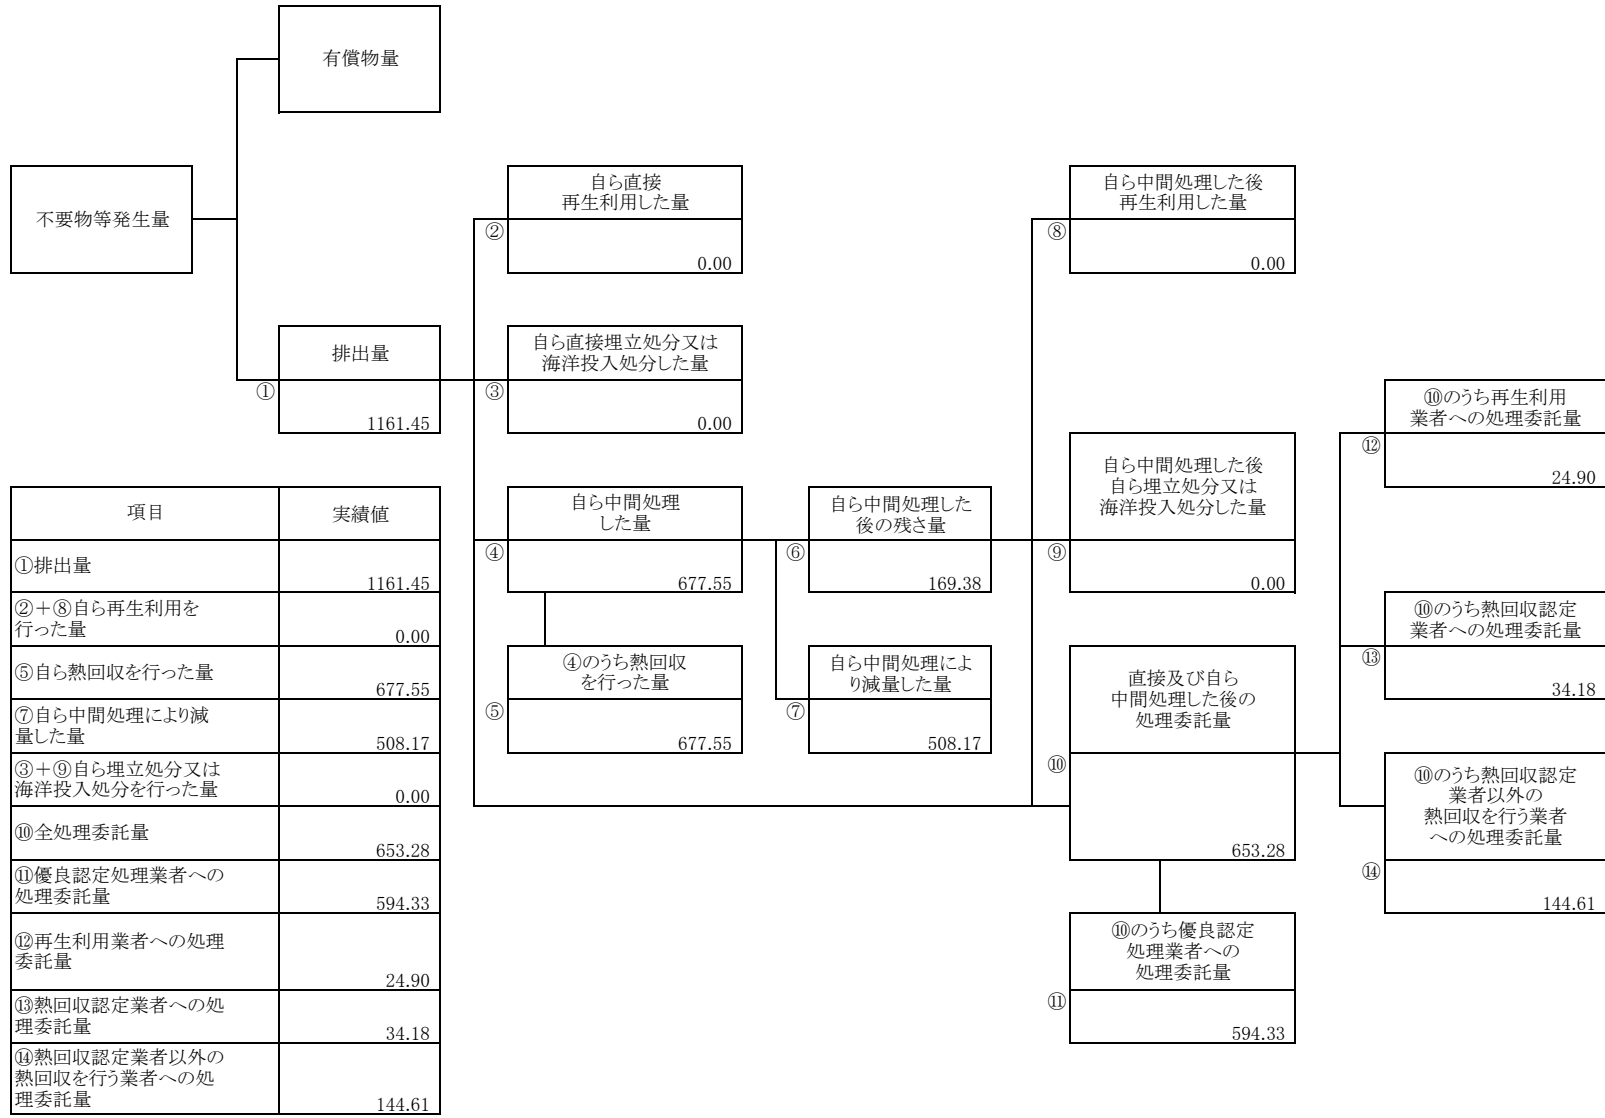 有償物量
不要物等発生量
自ら直接
再生利用した量
②
0.00
自ら中間処理した後
再生利用した量
⑧
0.00
排出量
①
1161.45
自ら直接埋立処分又は
海洋投入処分した量
③
0.00
⑩のうち再生利用
業者への処理委託量
⑫
24.90
自ら中間処理
した量
④
677.55
自ら中間処理した
後の残さ量
⑥
169.38
自ら中間処理した後
自ら埋立処分又は
海洋投入処分した量
⑨
0.00
⑩のうち熱回収認定
業者への処理委託量
⑬
34.18
④のうち熱回収
を行った量
⑤
677.55
自ら中間処理によ
り減量した量
⑦
508.17
直接及び自ら
中間処理した後の
処理委託量
⑩
653.28
⑩のうち熱回収認定
業者以外の
熱回収を行う業者
への処理委託量
⑭
144.61
⑩のうち優良認定
処理業者への
処理委託量
⑪
594.33
項目
実績値
①排出量
1161.45
②＋⑧自ら再生利用を
行った量
0.00
⑤自ら熱回収を行った量
677.55
⑦自ら中間処理により減
量した量
508.17
③＋⑨自ら埋立処分又は
海洋投入処分を行った量
0.00
⑩全処理委託量
653.28
⑪優良認定処理業者への
処理委託量
594.33
⑫再生利用業者への処理
委託量
24.90
⑬熱回収認定業者への処
理委託量
34.18
⑭熱回収認定業者以外の
熱回収を行う業者への処
理委託量
144.61